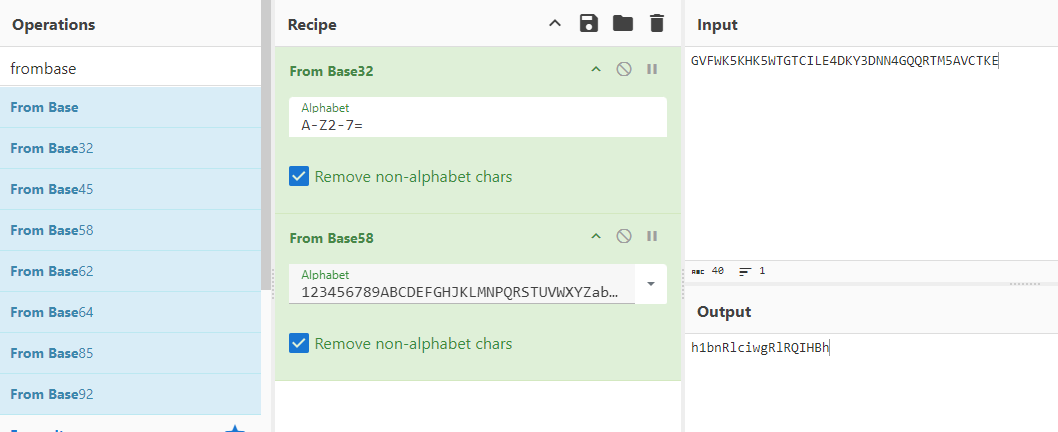 Operations
frombase
From Base
From Base32
From Base45
From Base58
From Base62
From Base64
From Base85
From Base92
Recipe
From Base32
Alphabet
A-Z2-7=
Remove non-alphabet chars
From Base58
Alphabet
123456789ABCDEFGHJKLMNPQRSTUVWXYZab…
Remove non-alphabet chars
Input
GVFWK5KHK5WTGTCILE4DKY3DNN4GQQRTM5AVCTKE
ABC 40 1
Output
h1bnRlciwgRlRQIHBh